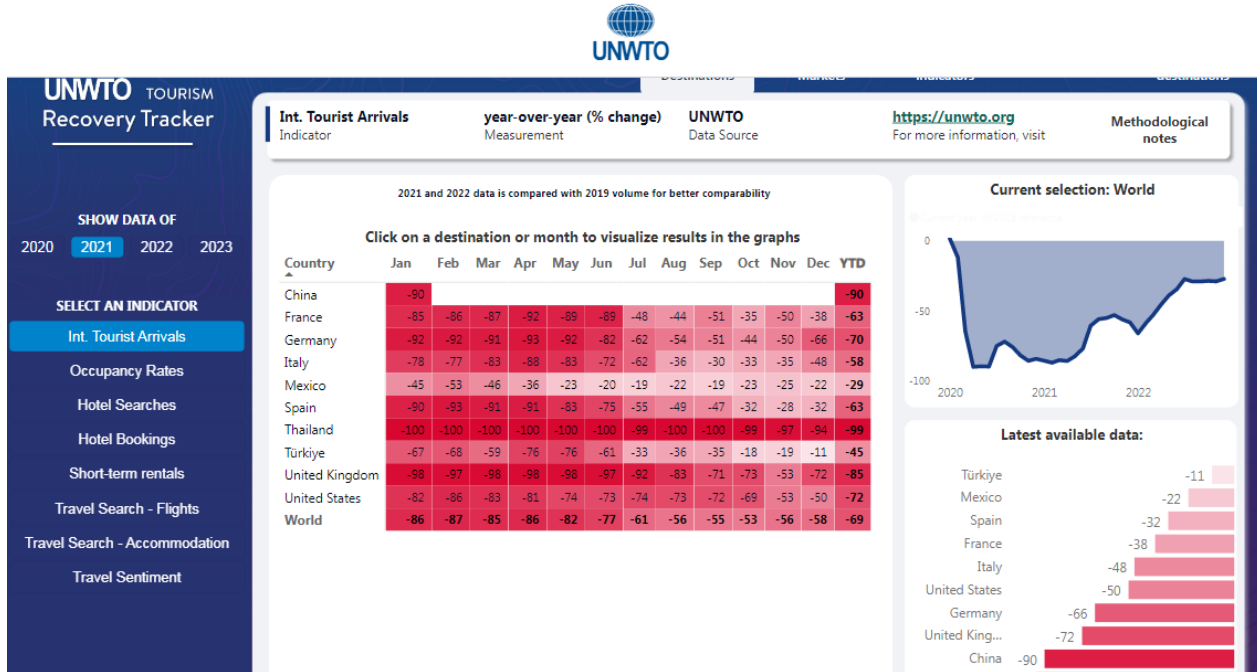 UNWTO
UNWTO TOURISM
Recovery Tracker
SHOW DATA OF
2020 2021 2022 2023
SELECT AN INDICATOR
Int. Tourist Arrivals
Occupancy Rates
Hotel Searches
Hotel Bookings
Short-term rentals
Travel Search - Flights
Travel Search - Accommodation
Travel Sentiment
Int. Tourist Arrivals
Indicator
year-over-year (% change)
Measurement
UNWTO
Data Source
https://unwto.org
For more information, visit
Methodological
notes
2021 and 2022 data is compared with 2019 volume for better comparability
Click on a destination or month to visualize results in the graphs
Country Jan Feb Mar Apr May Jun Jul Aug Sep Oct Nov Dec YTD
China -90 -90
France -85 -86 -87 -92 -89 -89 -48 -44 -51 -35 -50 -38 -63
Germany -92 -92 -91 -93 -92 -82 -62 -54 -51 -44 -50 -66 -70
Italy -78 -77 -83 -88 -83 -72 -62 -36 -30 -33 -35 -48 -58
Mexico -45 -53 -46 -36 -23 -20 -19 -22 -19 -23 -25 -22 -29
Spain -90 -93 -91 -91 -83 -75 -55 -49 -47 -32 -28 -32 -63
Thailand -100 -100 -100 -100 -100 -100 -99 -100 -100 -99 -97 -94 -99
Türkiye -67 -68 -59 -76 -76 -61 -33 -36 -35 -18 -19 -11 -45
United Kingdom -98 -97 -98 -98 -98 -97 -92 -83 -71 -73 -53 -72 -85
United States -82 -86 -83 -81 -74 -73 -74 -73 -72 -69 -53 -50 -72
World -86 -87 -85 -86 -82 -77 -61 -56 -55 -53 -56 -58 -69
Current selection: World
0
-50
-100
2020 2021 2022
Latest available data:
Türkiye -11
Mexico -22
Spain -32
France -38
Italy -48
United States -50
Germany -66
United King... -72
China -90